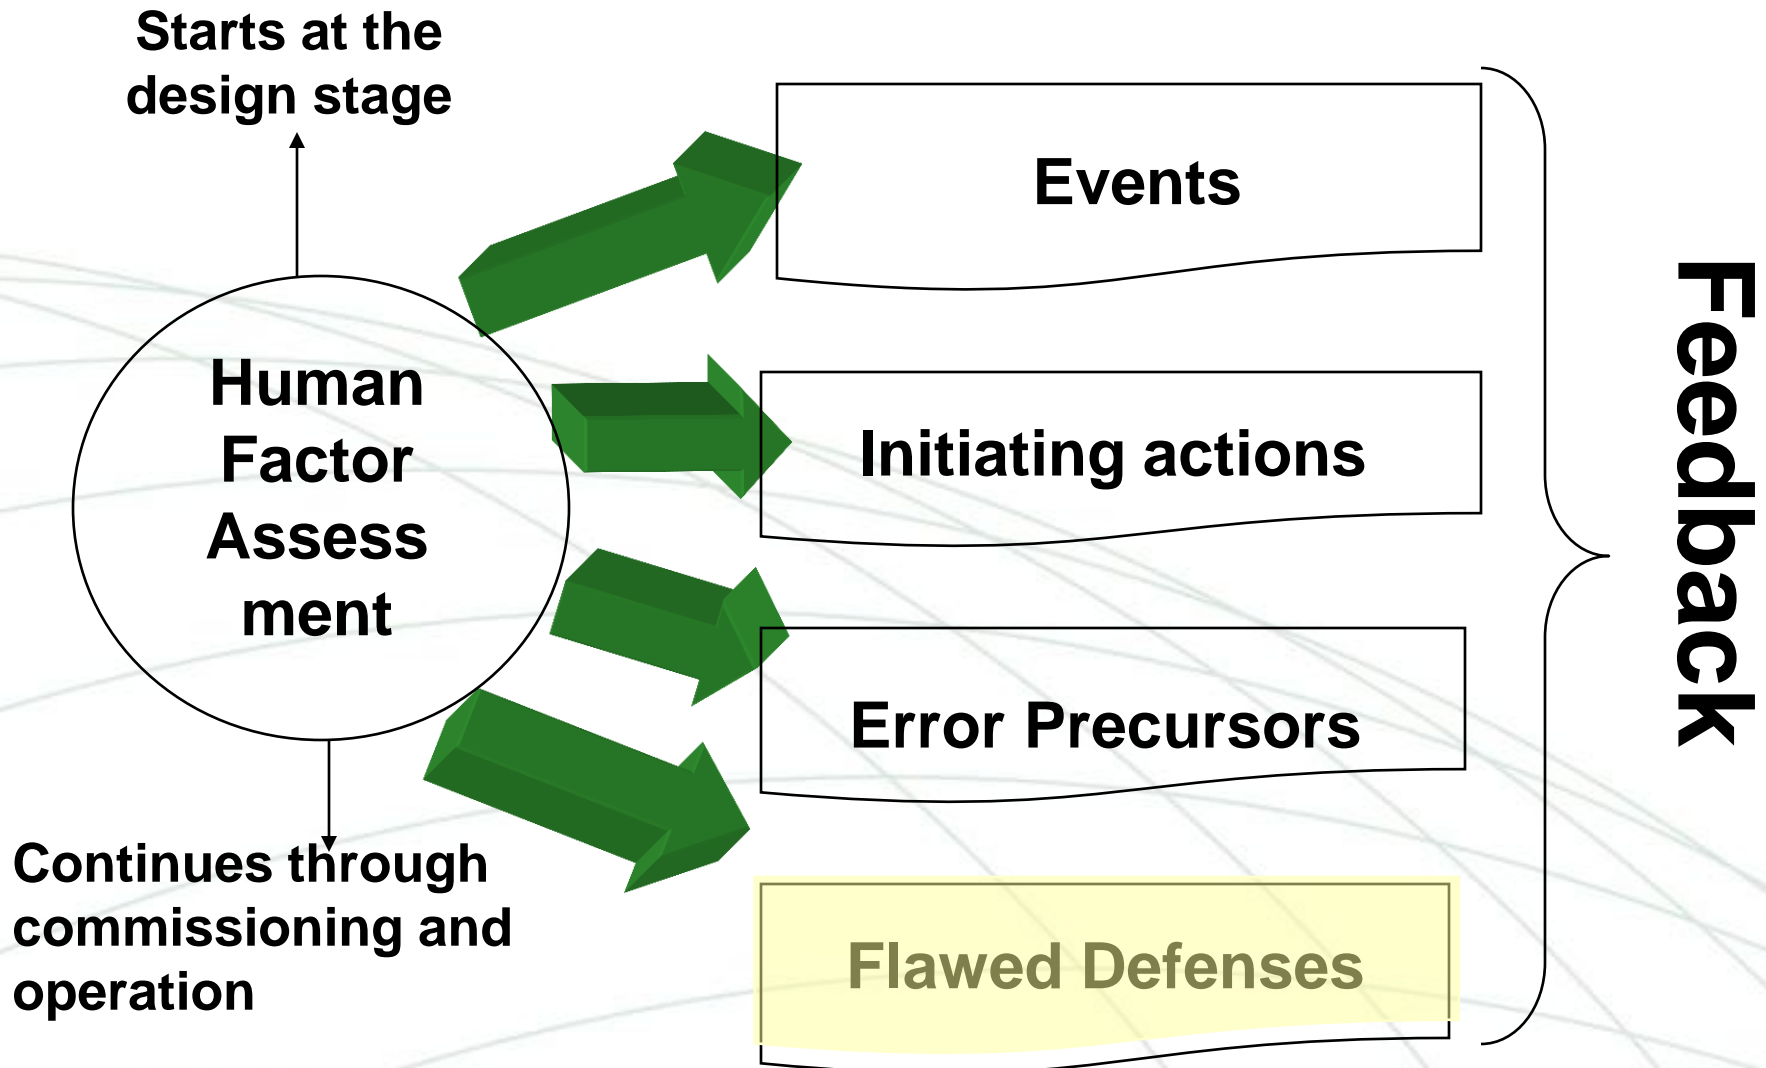 Starts at the
design stage
Events
Human
Factor
Assess
ment
Initiating actions
Error Precursors
Continues through
commissioning and
operation
Flawed Defenses
Feedback